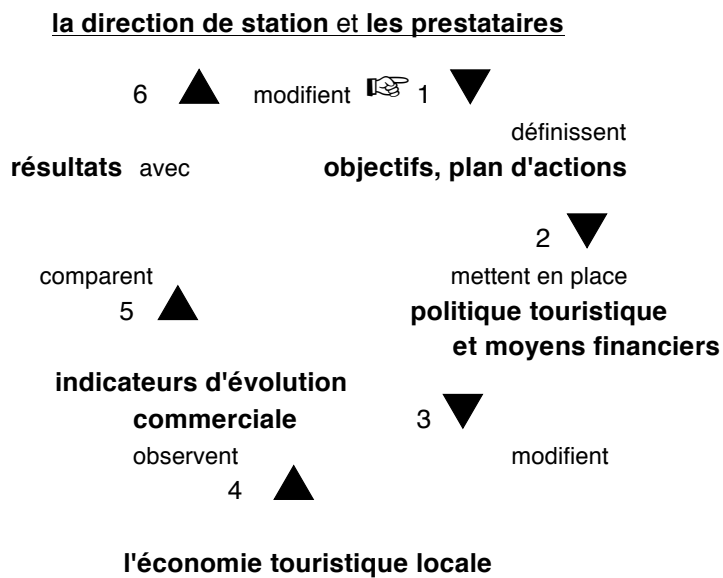 la direction de station et les prestataires
6 ▲ modifient ☞ 1 ▼
définissent
résultats avec objectifs, plan d'actions
2 ▼
comparent mettent en place
5 ▲ politique touristique
et moyens financiers
indicateurs d'évolution
commerciale 3 ▼
observent modifient
4 ▲
l'économie touristique locale